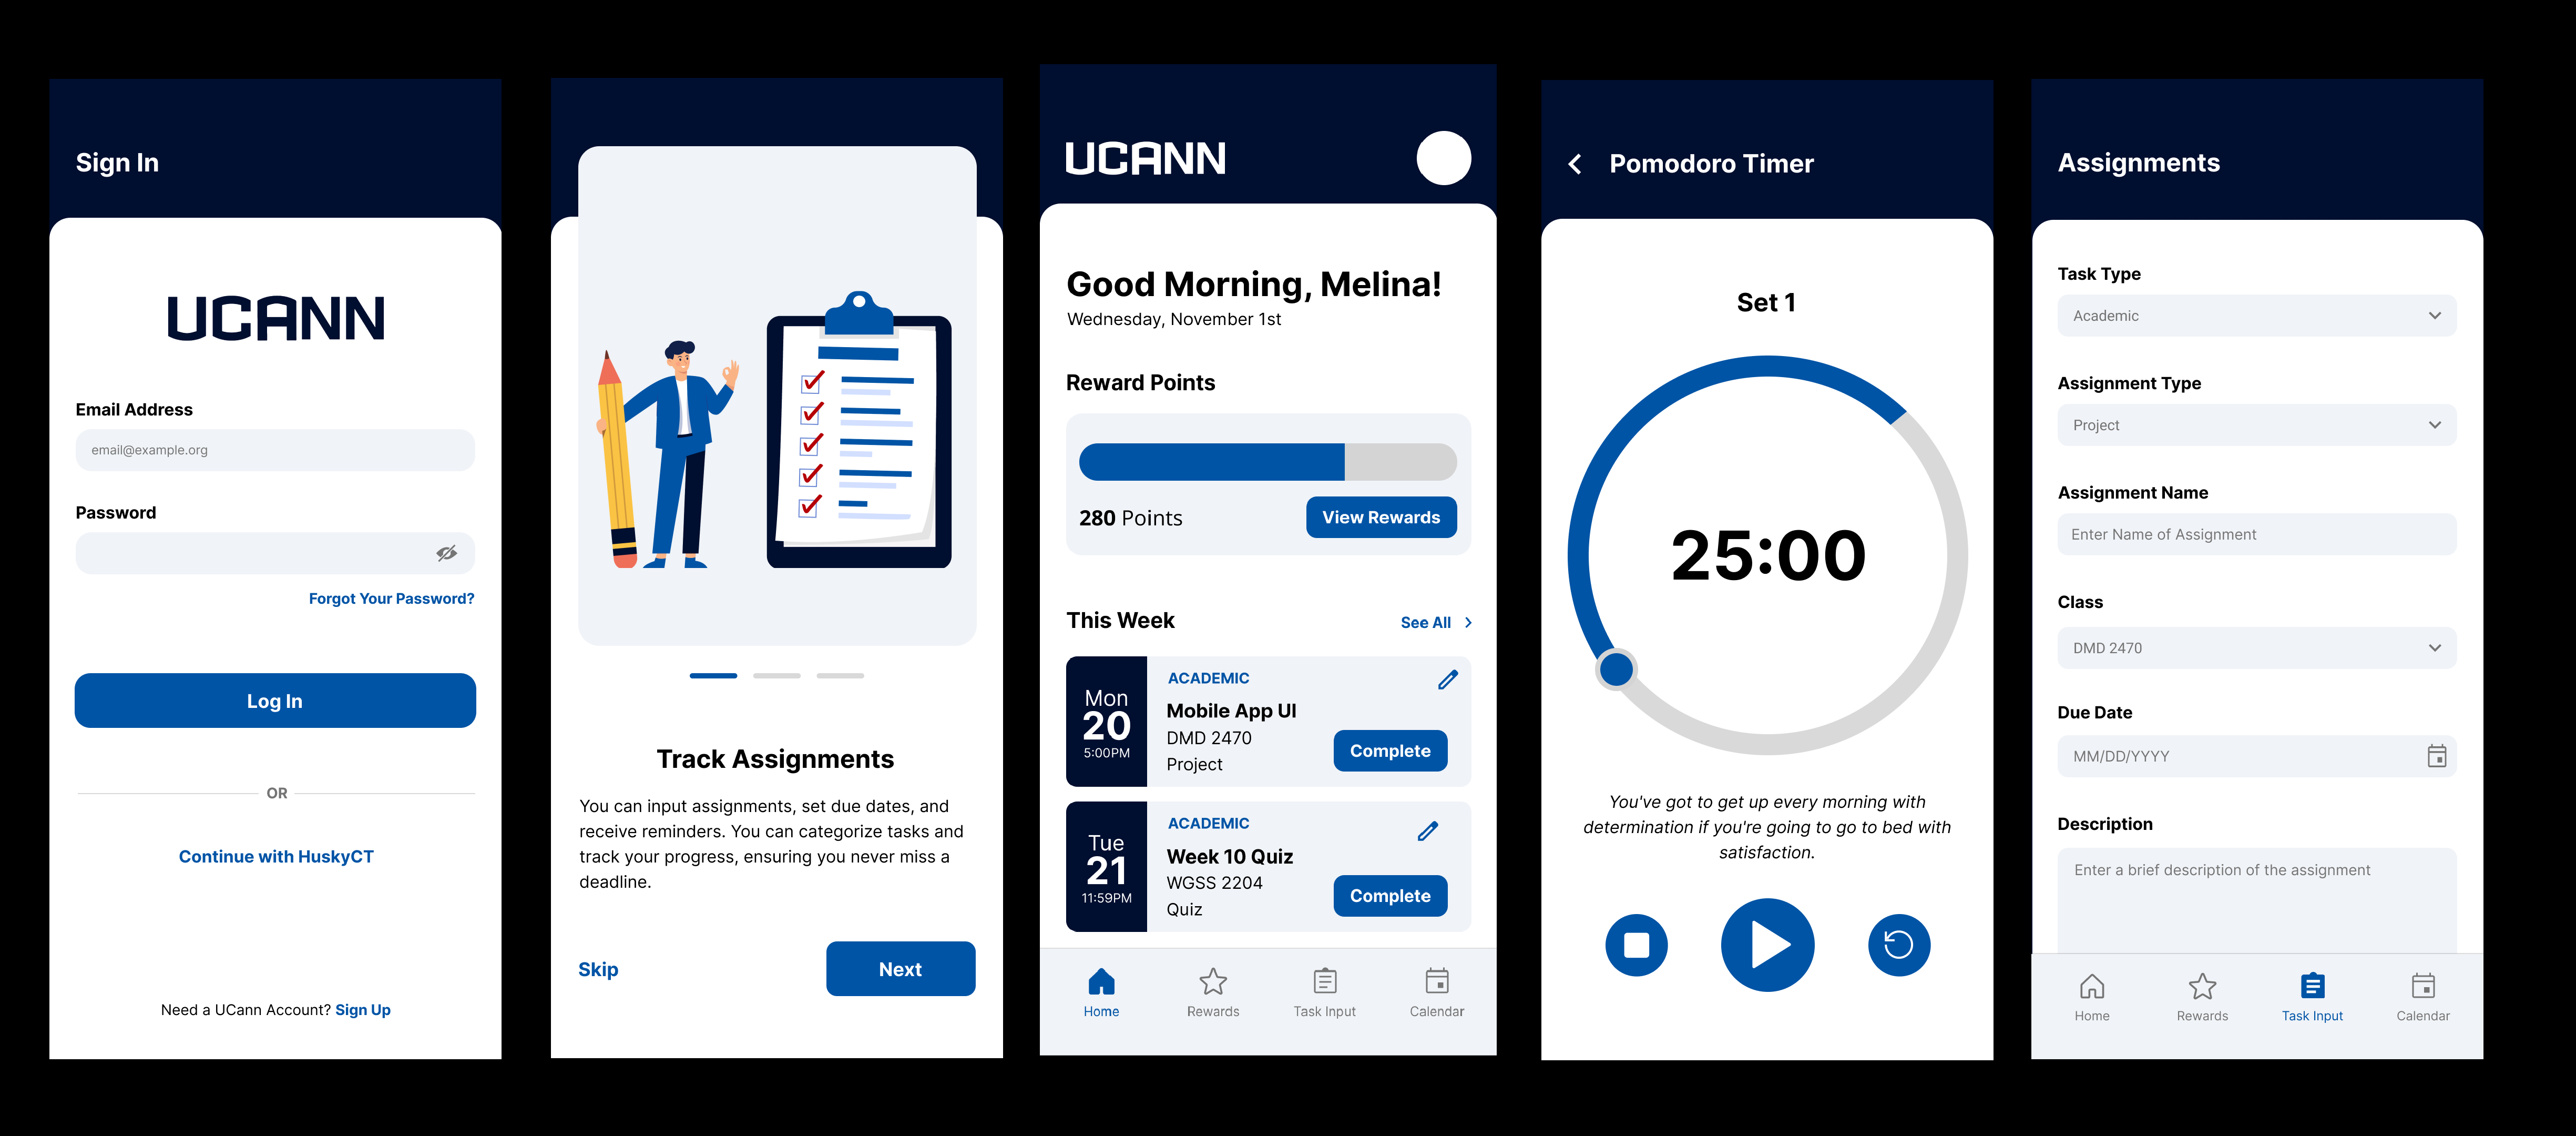 Sign In
UCANN
Email Address
email@example.org
Password
Forgot Your Password?
Log In
OR
Continue with HuskyCT
Need a UCann Account? Sign Up
Track Assignments
You can input assignments, set due dates, and
receive reminders. You can categorize tasks and
track your progress, ensuring you never miss a
deadline.
Skip
Next
UCANN
Good Morning, Melina!
Wednesday, November 1st
Reward Points
280 Points
View Rewards
This Week
See All
Mon
20
5:00PM
ACADEMIC
Mobile App UI
DMD 2470
Project
Complete
Tue
21
11:59PM
ACADEMIC
Week 10 Quiz
WGSS 2204
Quiz
Complete
Home
Rewards
Task Input
Calendar
Pomodoro Timer
Set 1
25:00
You've got to get up every morning with
determination if you're going to go to bed with
satisfaction.
Assignments
Task Type
Academic
Assignment Type
Project
Assignment Name
Enter Name of Assignment
Class
DMD 2470
Due Date
MM/DD/YYYY
Description
Enter a brief description of the assignment
Home
Rewards
Task Input
Calendar